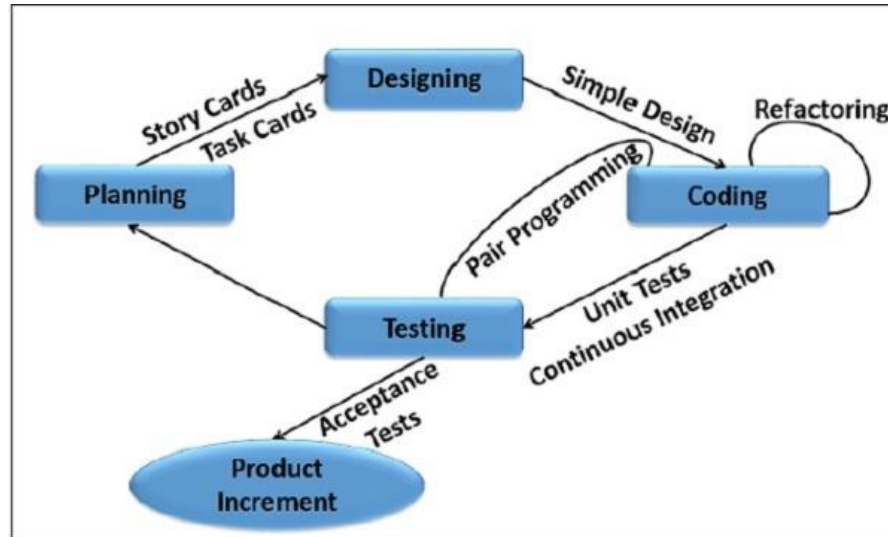 Designing
Story Cards
Task Cards
Simple Design
Refactoring
Planning
Pair Programming
Coding
Testing
Unit Tests
Continuous Integration
Acceptance
Tests
Product
Increment